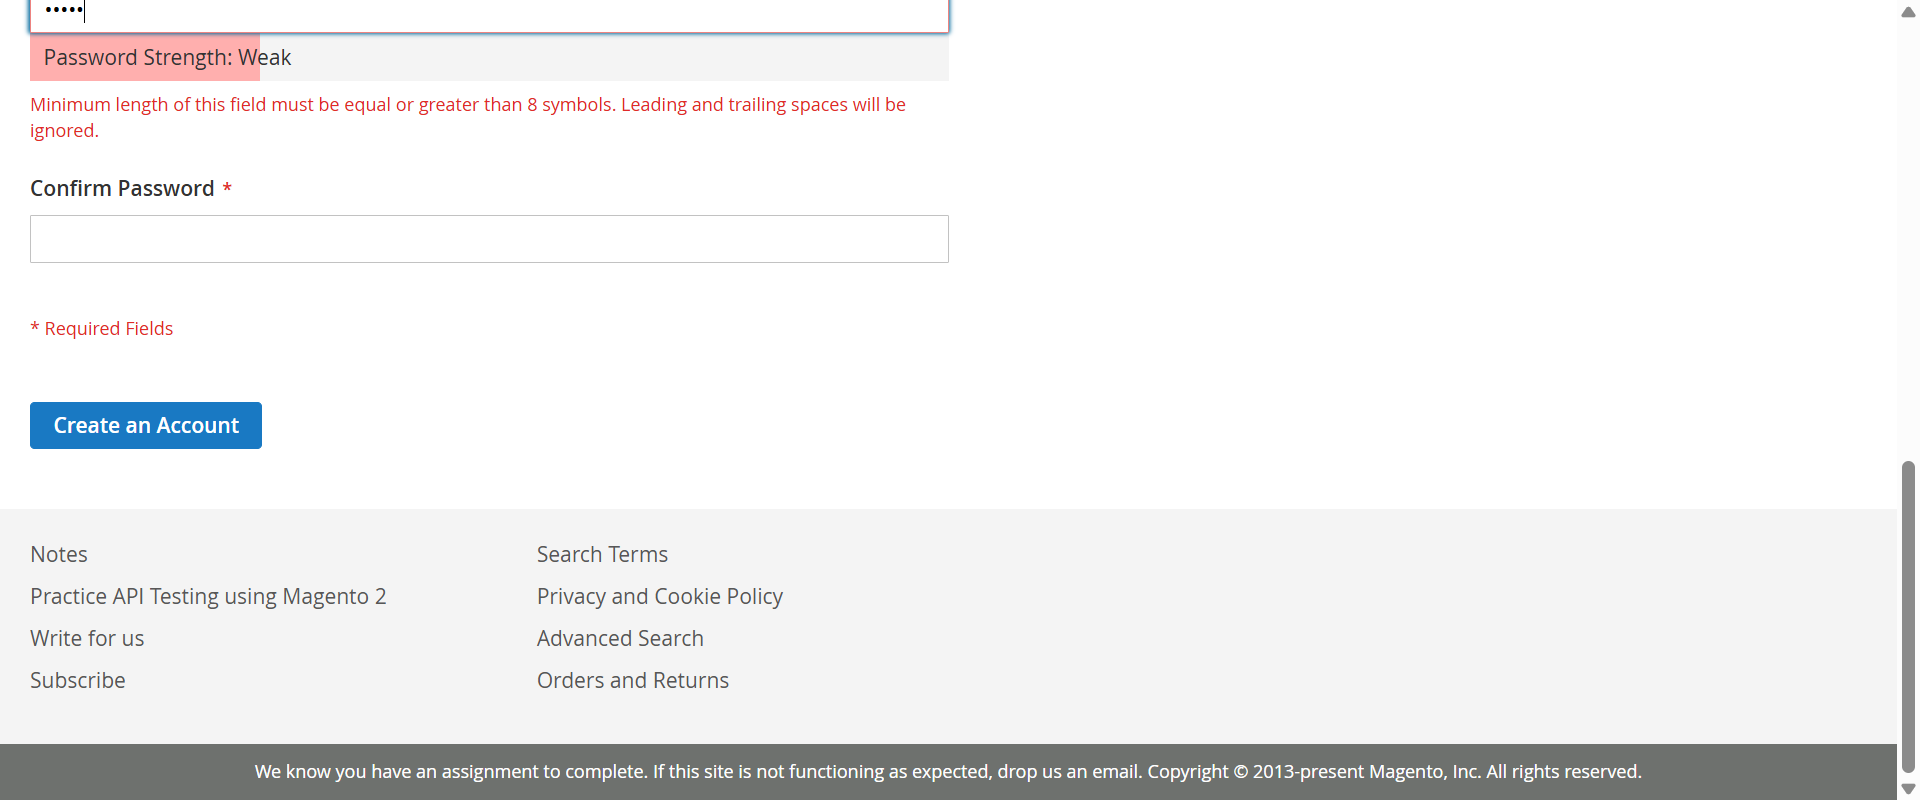 •••••
Password Strength: Weak
Minimum length of this field must be equal or greater than 8 symbols. Leading and trailing spaces will be
ignored.
Confirm Password *
* Required Fields
Create an Account
Notes
Practice API Testing using Magento 2
Write for us
Subscribe
Search Terms
Privacy and Cookie Policy
Advanced Search
Orders and Returns
We know you have an assignment to complete. If this site is not functioning as expected, drop us an email. Copyright © 2013-present Magento, Inc. All rights reserved.